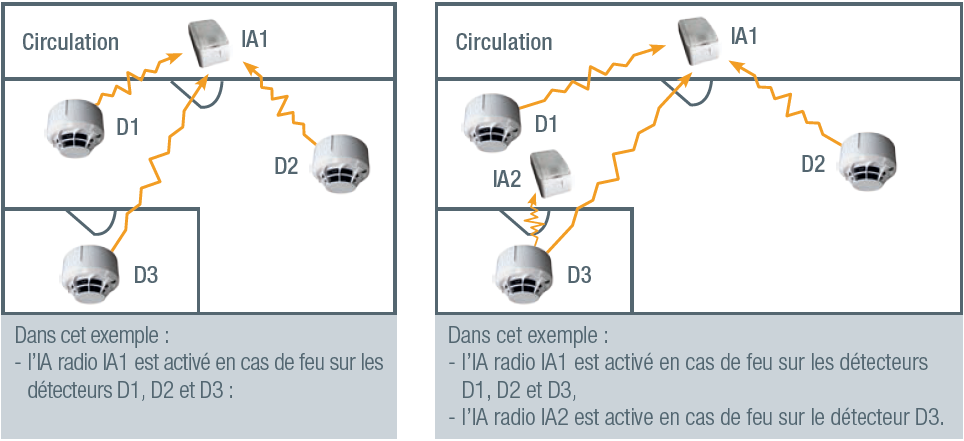 Circulation
IA1
D1
D2
D3
Dans cet exemple :
- l'IA radio IA1 est activé en cas de feu sur les
détecteurs D1, D2 et D3 :
Circulation
IA1
D1
D2
IA2
D3
Dans cet exemple :
- l'IA radio IA1 est activé en cas de feu sur les détecteurs
D1, D2 et D3,
- l'IA radio IA2 est active en cas de feu sur le détecteur D3.